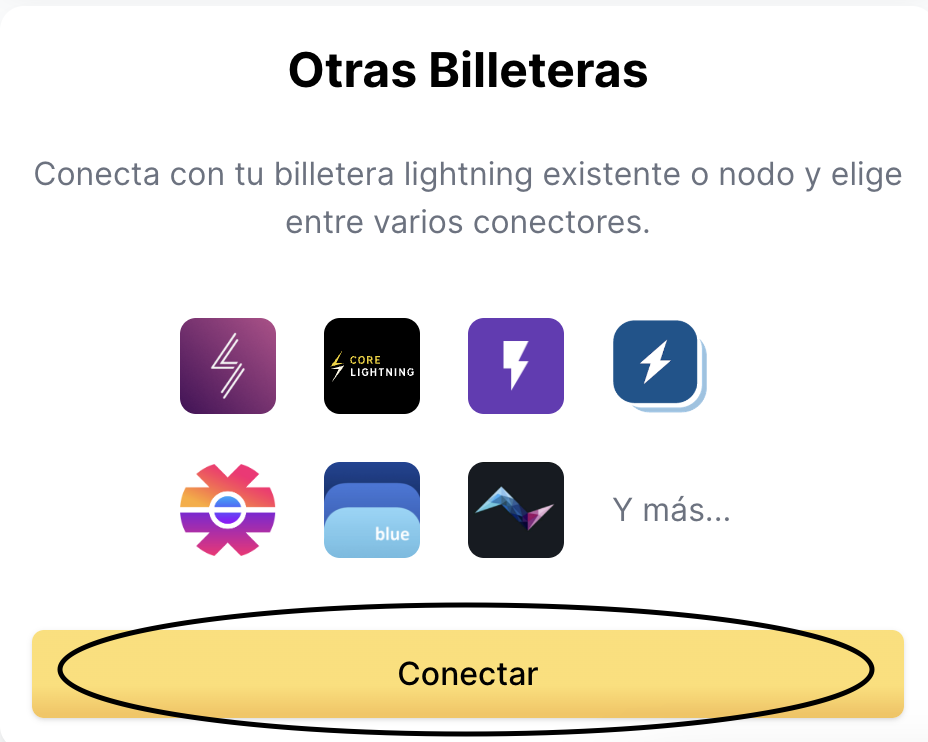 Otras Billeteras
Conecta con tu billetera lightning existente o nodo y elige
entre varios conectores.
CORE
LIGHTNING
blue
Y más...
Conectar